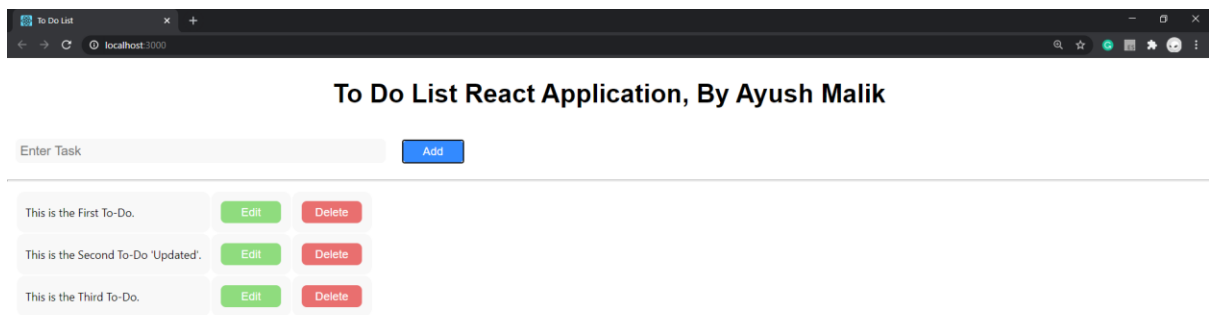 To Do List
localhost:3000
To Do List React Application, By Ayush Malik
Enter Task Add
This is the First To-Do. Edit Delete
This is the Second To-Do 'Updated'. Edit Delete
This is the Third To-Do. Edit Delete